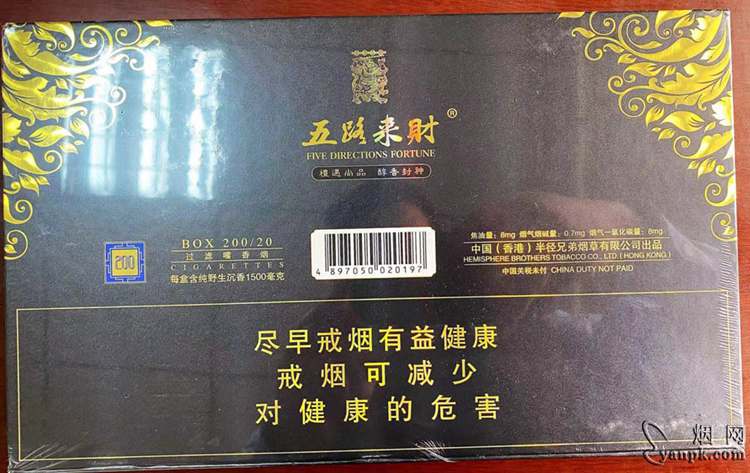 五路来財®
FIVE DIRECTIONS FORTUNE
檀遇尚品 醇香封神
BOX 200/20
过滤嘴香烟
CIGARETTES
每盒含纯野生沉香1500毫克
200
4 897050 020197
焦油量:8mg 烟气烟碱量:0.7mg 烟气一氧化碳量:8mg
中国(香港)半径兄弟烟草有限公司出品
HEMISPHERE BROTHERS TOBACCO CO., LTD.(HONG KONG)
中国关税未付 CHINA DUTY NOT PAID
尽早戒烟有益健康
戒烟可减少
对健康的危害
烟网
yanpk.com